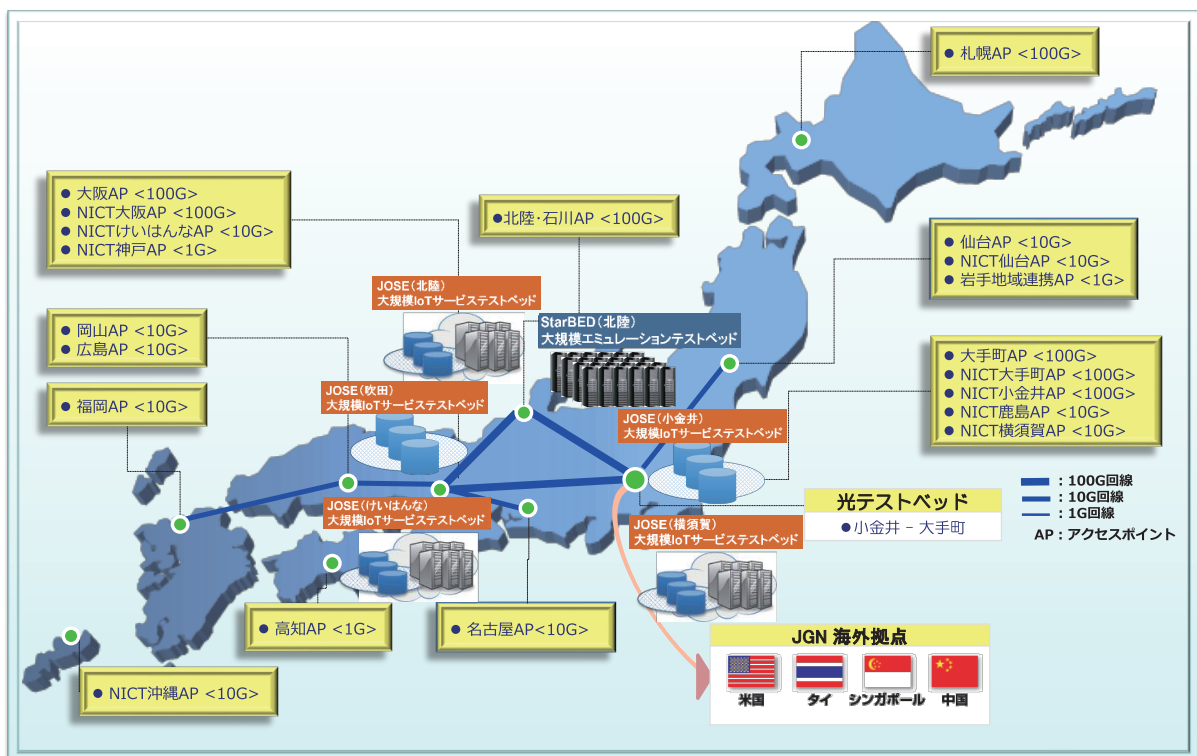 ● 札幌AP <100G>
● 大阪AP <100G>
● NICT大阪AP <100G>
● NICTけいはんなAP <10G>
● NICT神戸AP <1G>
●北陸・石川AP <100G>
● 仙台AP <10G>
● NICT仙台AP <10G>
● 岩手地域連携AP <1G>
JOSE(北陸)
大規模IoTサービステストベッド
StarBED(北陸)
大規模エミュレーションテストベッド
● 岡山AP <10G>
● 広島AP <10G>
● 大手町AP <100G>
● NICT大手町AP <100G>
● NICT小金井AP <100G>
● NICT鹿島AP <10G>
● NICT横須賀AP <10G>
● 福岡AP <10G>
JOSE(吹田)
大規模IoTサービステストベッド
JOSE(小金井)
大規模IoTサービステストベッド
:100G回線
:10G回線
:1G回線
AP:アクセスポイント
光テストベッド
●小金井 – 大手町
JOSE(けいはんな)
大規模IoTサービステストベッド
JOSE(横須賀)
大規模IoTサービステストベッド
● 高知AP <1G>
● 名古屋AP<10G>
JGN 海外拠点
米国 タイ シンガポール 中国
● NICT沖縄AP <10G>